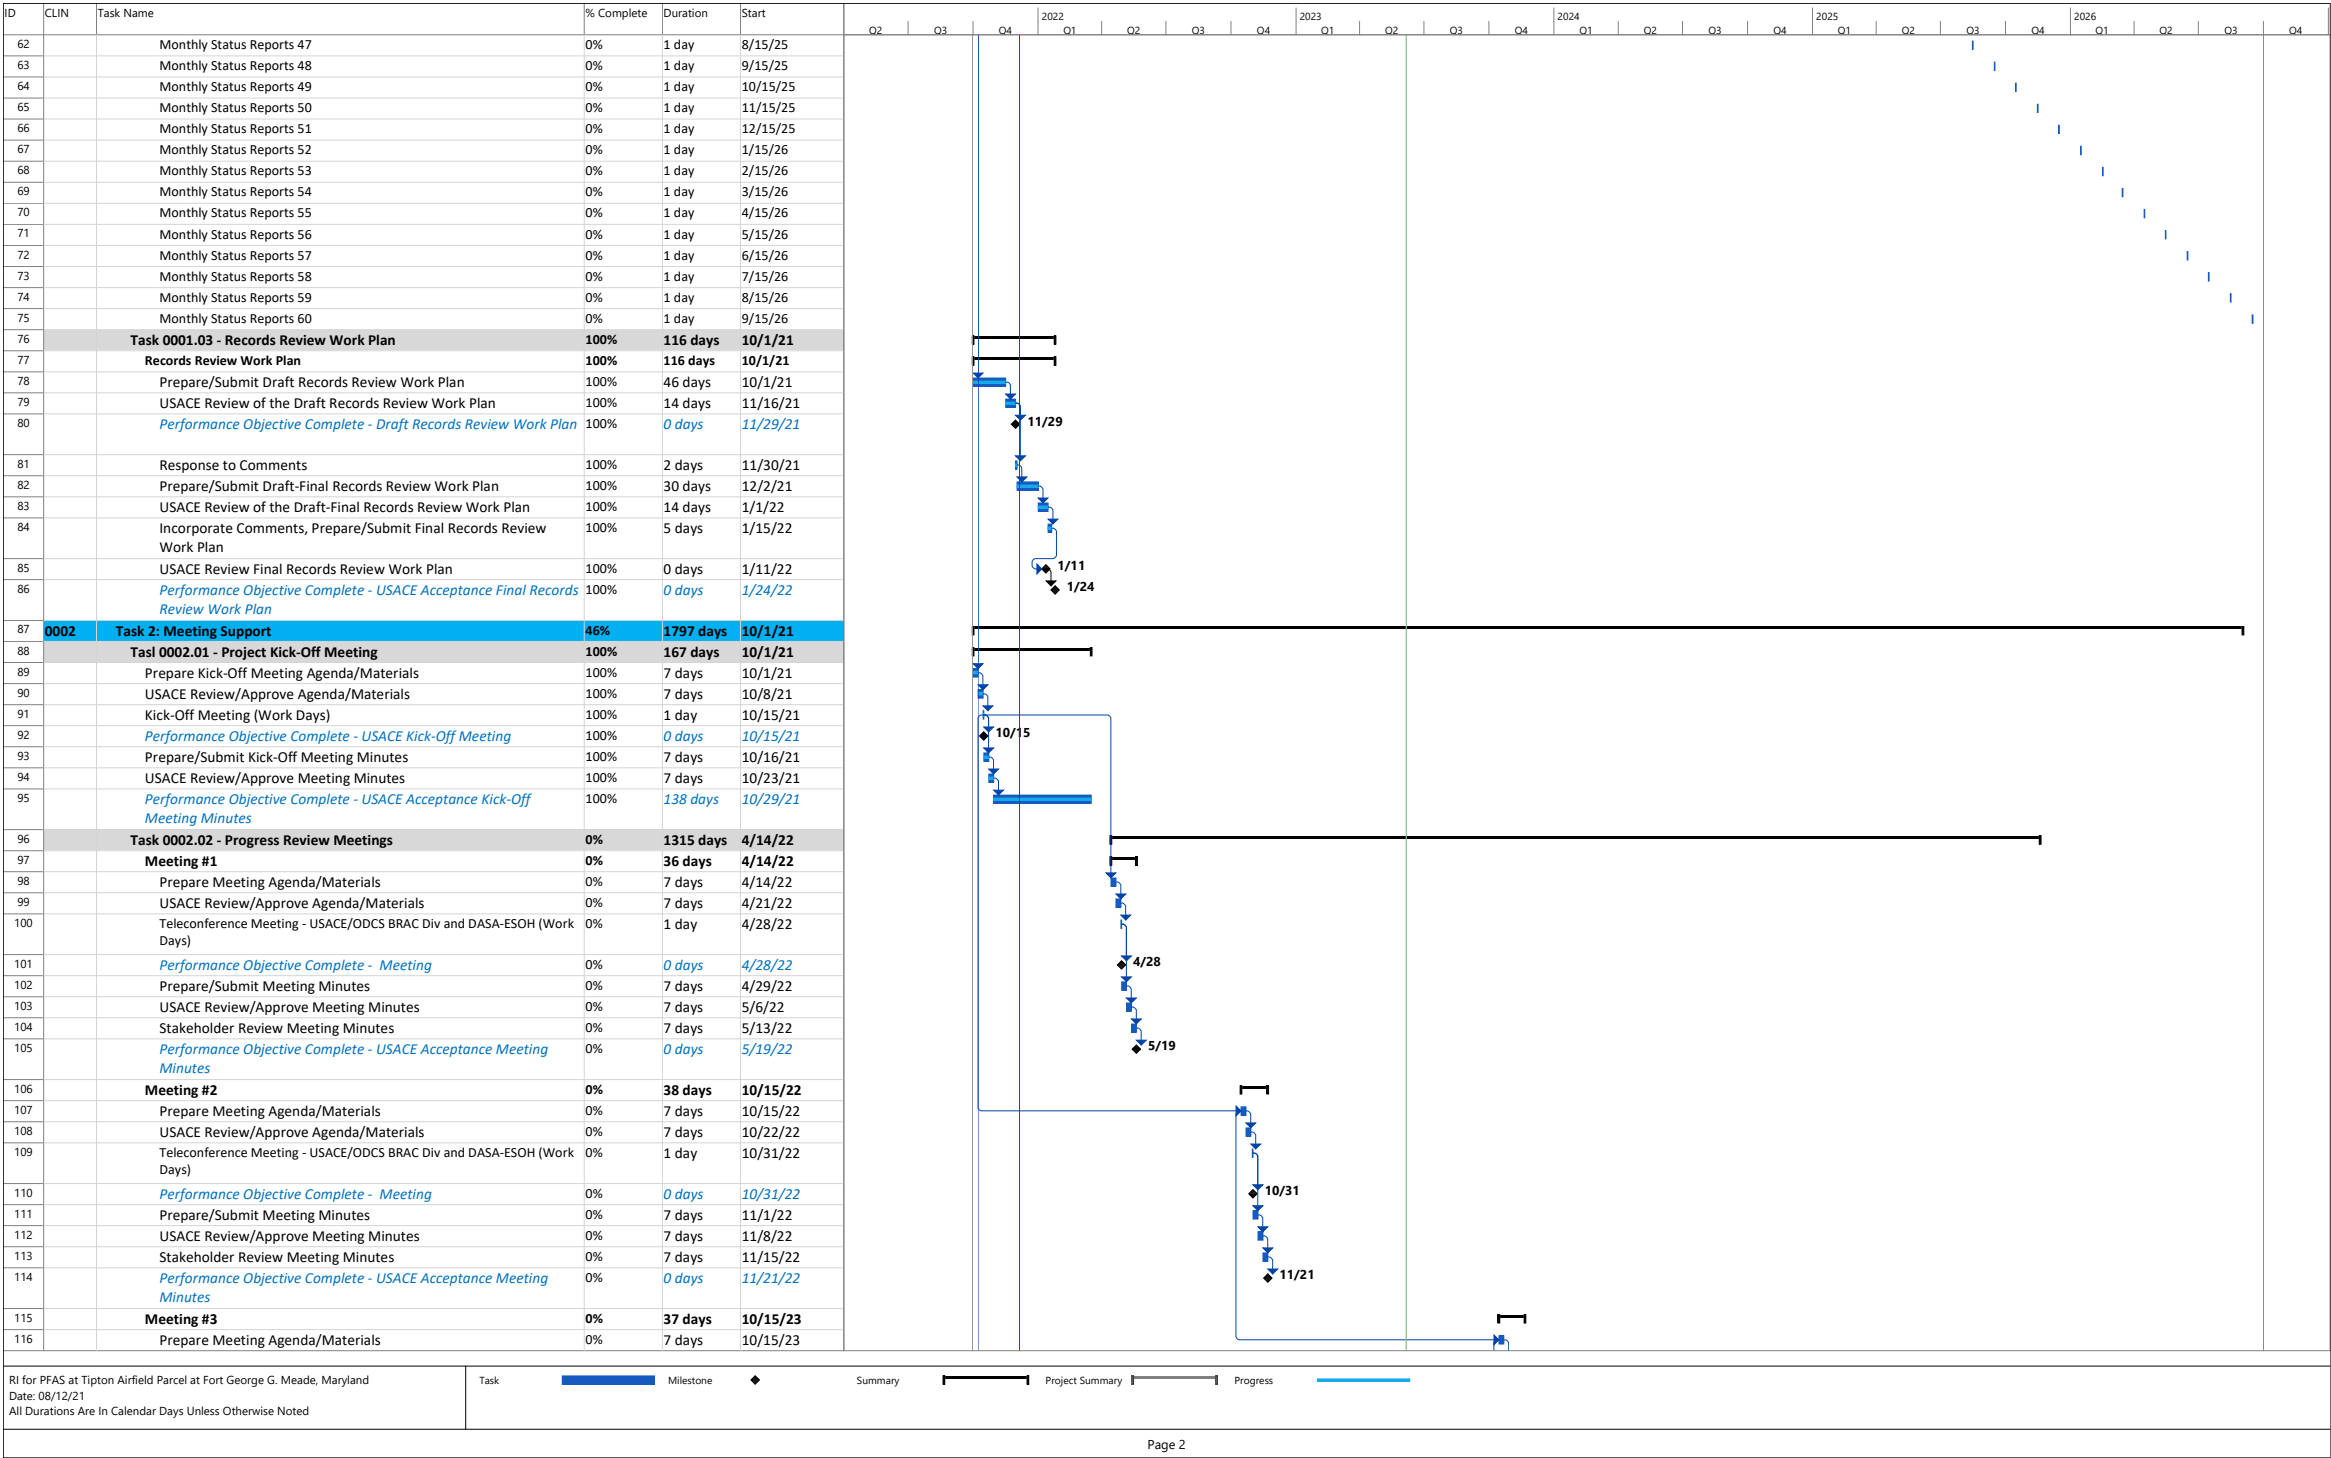 ID CLIN Task Name % Complete Duration Start
2022 2023 2024 2025 2026
Q2 Q3 Q4 Q1 Q2 Q3 Q4 Q1 Q2 Q3 Q4 Q1 Q2 Q3 Q4 Q1 Q2 Q3 Q1 Q2 Q3 Q4
62 Monthly Status Reports 47 0% 1 day 8/15/25
63 Monthly Status Reports 48 0% 1 day 9/15/25
64 Monthly Status Reports 49 0% 1 day 10/15/25
65 Monthly Status Reports 50 0% 1 day 11/15/25
66 Monthly Status Reports 51 0% 1 day 12/15/25
67 Monthly Status Reports 52 0% 1 day 1/15/26
68 Monthly Status Reports 53 0% 1 day 2/15/26
69 Monthly Status Reports 54 0% 1 day 3/15/26
70 Monthly Status Reports 55 0% 1 day 4/15/26
71 Monthly Status Reports 56 0% 1 day 5/15/26
72 Monthly Status Reports 57 0% 1 day 6/15/26
73 Monthly Status Reports 58 0% 1 day 7/15/26
74 Monthly Status Reports 59 0% 1 day 8/15/26
75 Monthly Status Reports 60 0% 1 day 9/15/26
76 Task 0001.03 - Records Review Work Plan 100% 116 days 10/1/21
77 Records Review Work Plan 100% 116 days 10/1/21
78 Prepare/Submit Draft Records Review Work Plan 100% 46 days 10/1/21
79 USACE Review of the Draft Records Review Work Plan 100% 14 days 11/16/21
80 Performance Objective Complete - Draft Records Review Work Plan 100% 0 days 11/29/21 11/29
81 Response to Comments 100% 2 days 11/30/21
82 Prepare/Submit Draft-Final Records Review Work Plan 100% 30 days 12/2/21
83 USACE Review of the Draft-Final Records Review Work Plan 100% 14 days 1/1/22
84 Incorporate Comments, Prepare/Submit Final Records Review 100% 5 days 1/15/22
Work Plan
85 USACE Review Final Records Review Work Plan 100% 0 days 1/11/22 1/11
86 Performance Objective Complete - USACE Acceptance Final Records 100% 0 days 1/24/22 1/24
Review Work Plan
87 0002 Task 2: Meeting Support 46% 1797 days 10/1/21
88 Tasl 0002.01 - Project Kick-Off Meeting 100% 167 days 10/1/21
89 Prepare Kick-Off Meeting Agenda/Materials 100% 7 days 10/1/21
90 USACE Review/Approve Agenda/Materials 100% 7 days 10/8/21
91 Kick-Off Meeting (Work Days) 100% 1 day 10/15/21
92 Performance Objective Complete - USACE Kick-Off Meeting 100% 0 days 10/15/21 10/15
93 Prepare/Submit Kick-Off Meeting Minutes 100% 7 days 10/16/21
94 USACE Review/Approve Meeting Minutes 100% 7 days 10/23/21
95 Performance Objective Complete - USACE Acceptance Kick-Off 100% 138 days 10/29/21
Meeting Minutes
96 Task 0002.02 - Progress Review Meetings 0% 1315 days 4/14/22
97 Meeting #1 0% 36 days 4/14/22
98 Prepare Meeting Agenda/Materials 0% 7 days 4/14/22
99 USACE Review/Approve Agenda/Materials 0% 7 days 4/21/22
100 Teleconference Meeting - USACE/ODCS BRAC Div and DASA-ESOH (Work 0% 1 day 4/28/22
Days)
101 Performance Objective Complete - Meeting 0% 0 days 4/28/22 4/28
102 Prepare/Submit Meeting Minutes 0% 7 days 4/29/22
103 USACE Review/Approve Meeting Minutes 0% 7 days 5/6/22
104 Stakeholder Review Meeting Minutes 0% 7 days 5/13/22
105 Performance Objective Complete - USACE Acceptance Meeting 0% 0 days 5/19/22 5/19
Minutes
106 Meeting #2 0% 38 days 10/15/22
107 Prepare Meeting Agenda/Materials 0% 7 days 10/15/22
108 USACE Review/Approve Agenda/Materials 0% 7 days 10/22/22
109 Teleconference Meeting - USACE/ODCS BRAC Div and DASA-ESOH (Work 0% 1 day 10/31/22
Days)
110 Performance Objective Complete - Meeting 0% 0 days 10/31/22 10/31
111 Prepare/Submit Meeting Minutes 0% 7 days 11/1/22
112 USACE Review/Approve Meeting Minutes 0% 7 days 11/8/22
113 Stakeholder Review Meeting Minutes 0% 7 days 11/15/22
114 Performance Objective Complete - USACE Acceptance Meeting 0% 0 days 11/21/22 11/21
Minutes
115 Meeting #3 0% 37 days 10/15/23
116 Prepare Meeting Agenda/Materials 0% 7 days 10/15/23
RI for PFAS at Tipton Airfield Parcel at Fort George G. Meade, Maryland
Date: 08/12/21
All Durations Are In Calendar Days Unless Otherwise Noted
Task Milestone Summary Project Summary Progress
Page 2